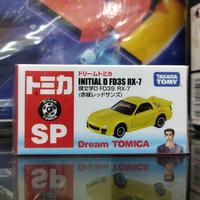 トミカ
SP
ドリームトミカ
INITIAL D FD3S RX-7
頭文字D FD3S RX-7
(赤城レッドサンズ)
TAKARA TOMY
Dream TOMICA